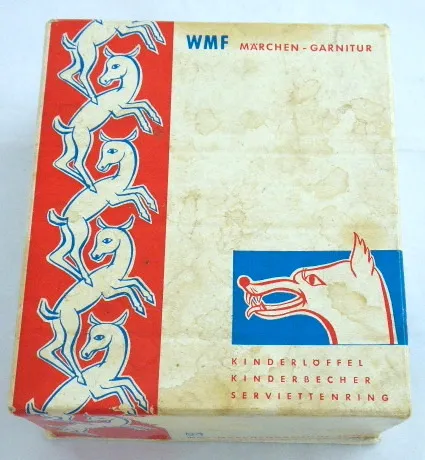 WMF MÄRCHEN-GARNITUR
KINDERLÖFFEL
KINDERBECHER
SERVIETTENRING